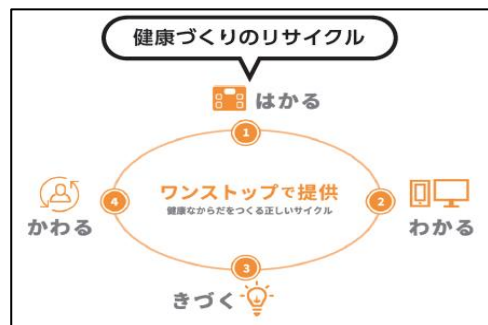 健康づくりのリサイクル
はかる
1
ワンストップで提供
健康なからだをつくる正しいサイクル
4
2
かわる
わかる
3
きづく